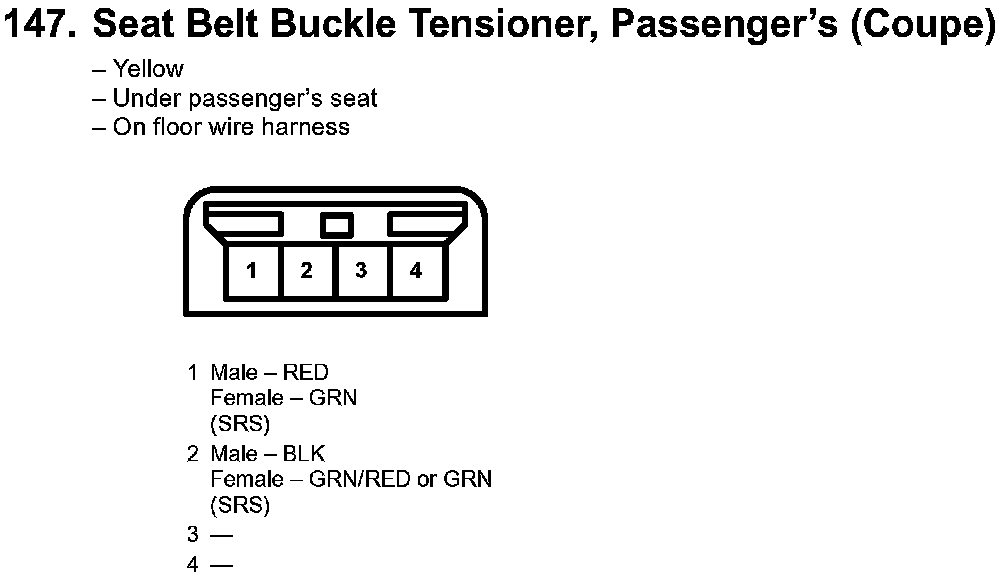 147. Seat Belt Buckle Tensioner, Passenger’s (Coupe)
– Yellow
– Under passenger’s seat
– On floor wire harness
1 2 3 4
1 Male – RED
Female – GRN
(SRS)
2 Male – BLK
Female – GRN/RED or GRN
(SRS)
3 —
4 —